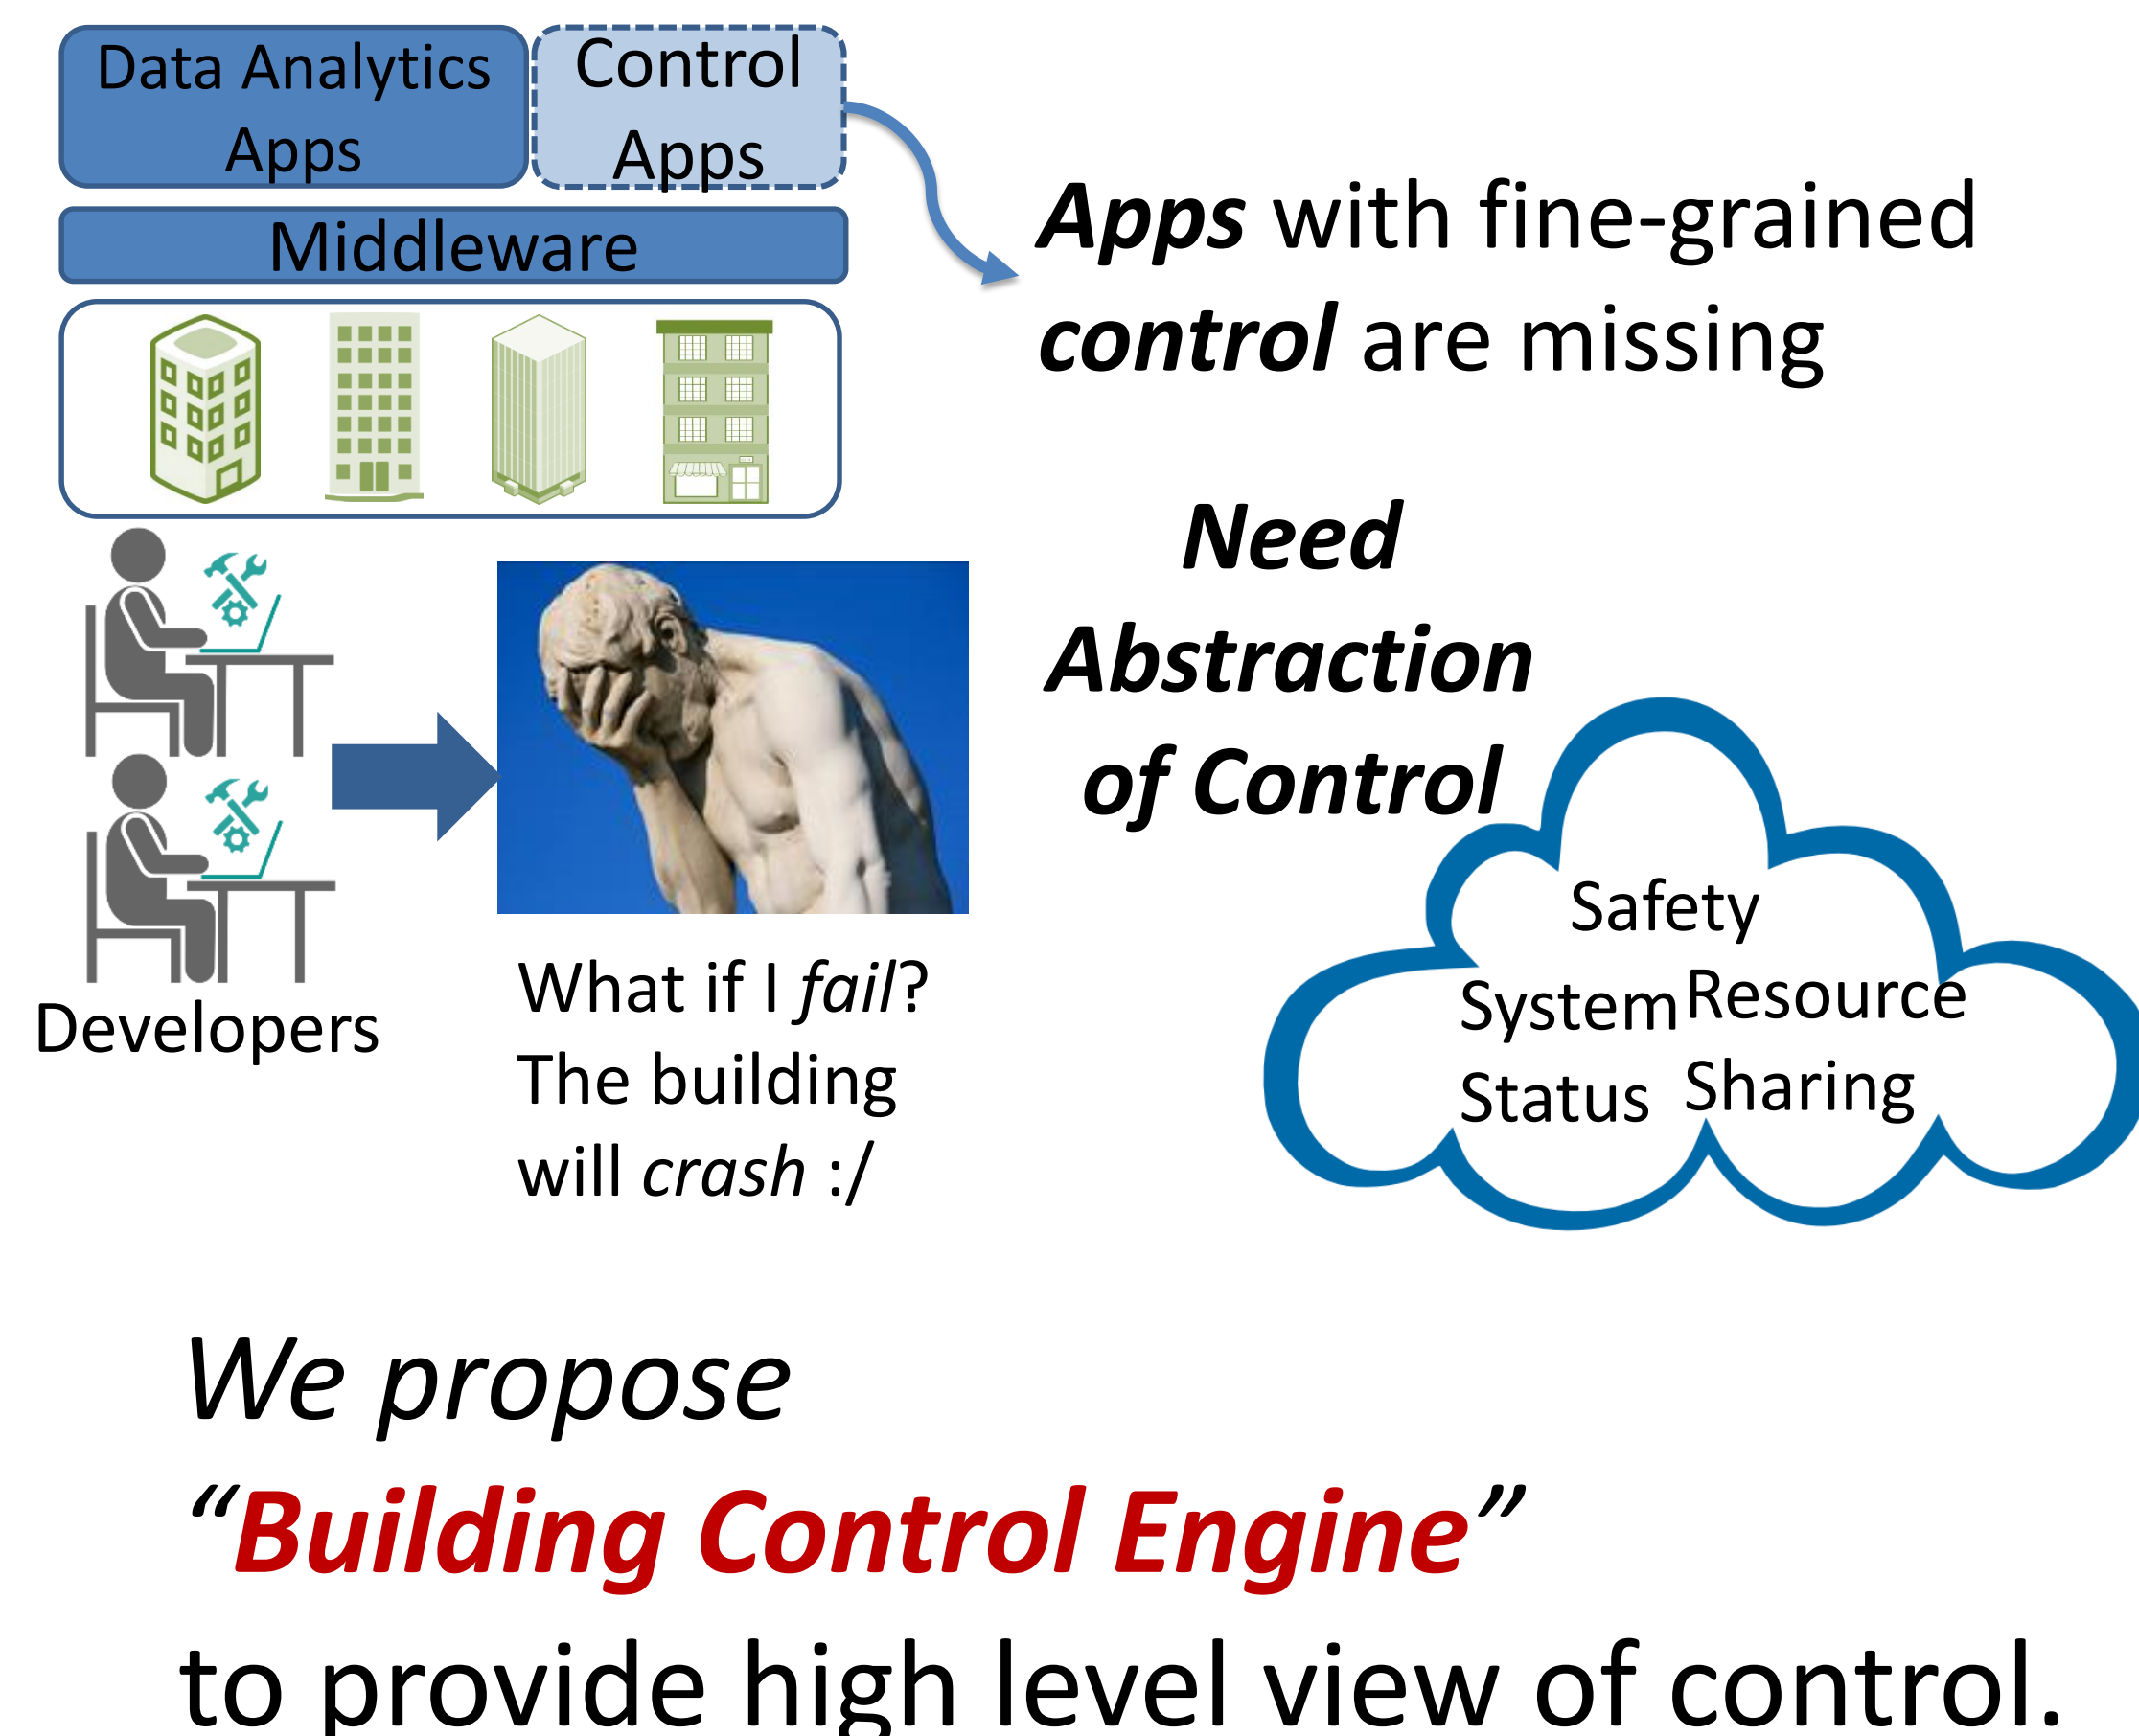 Data Analytics
Apps
Control
Apps
Middleware
Apps with fine-grained
control are missing
Need
Abstraction
of Control
Developers
What if I fail?
The building
will crash :/
Safety
System
Status
Resource
Sharing
We propose
“Building Control Engine”
to provide high level view of control.